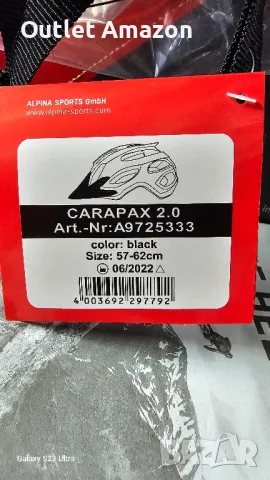 Outlet Amazon
ALPINA SPORTS GmbH
www.alpina-sports.com
CARAPAX 2.0
Art.-Nr:A9725333
color: black
Size: 57-62cm
06/2022
4 003692 297792
Galaxy S23 Ultra
BAZAR